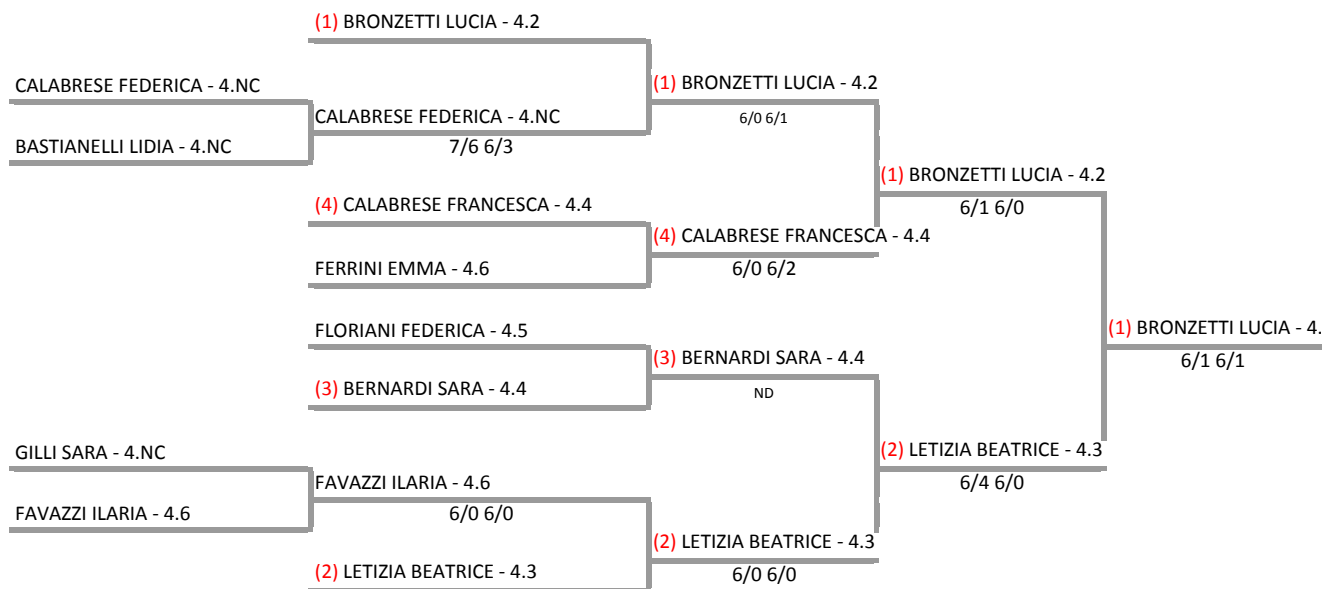 (1) BRONZETTI LUCIA - 4.2
CALABRESE FEDERICA - 4.NC
(1) BRONZETTI LUCIA - 4.2
CALABRESE FEDERICA - 4.NC
6/0 6/1
BASTIANELLI LIDIA - 4.NC
7/6 6/3
(1) BRONZETTI LUCIA - 4.2
(4) CALABRESE FRANCESCA - 4.4
6/1 6/0
(4) CALABRESE FRANCESCA - 4.4
FERRINI EMMA - 4.6
6/0 6/2
FLORIANI FEDERICA - 4.5
(1) BRONZETTI LUCIA - 4.
(3) BERNARDI SARA - 4.4
6/1 6/1
(3) BERNARDI SARA - 4.4
ND
GILLI SARA - 4.NC
(2) LETIZIA BEATRICE - 4.3
FAVAZZI ILARIA - 4.6
6/4 6/0
FAVAZZI ILARIA - 4.6
6/0 6/0
(2) LETIZIA BEATRICE - 4.3
(2) LETIZIA BEATRICE - 4.3
6/0 6/0